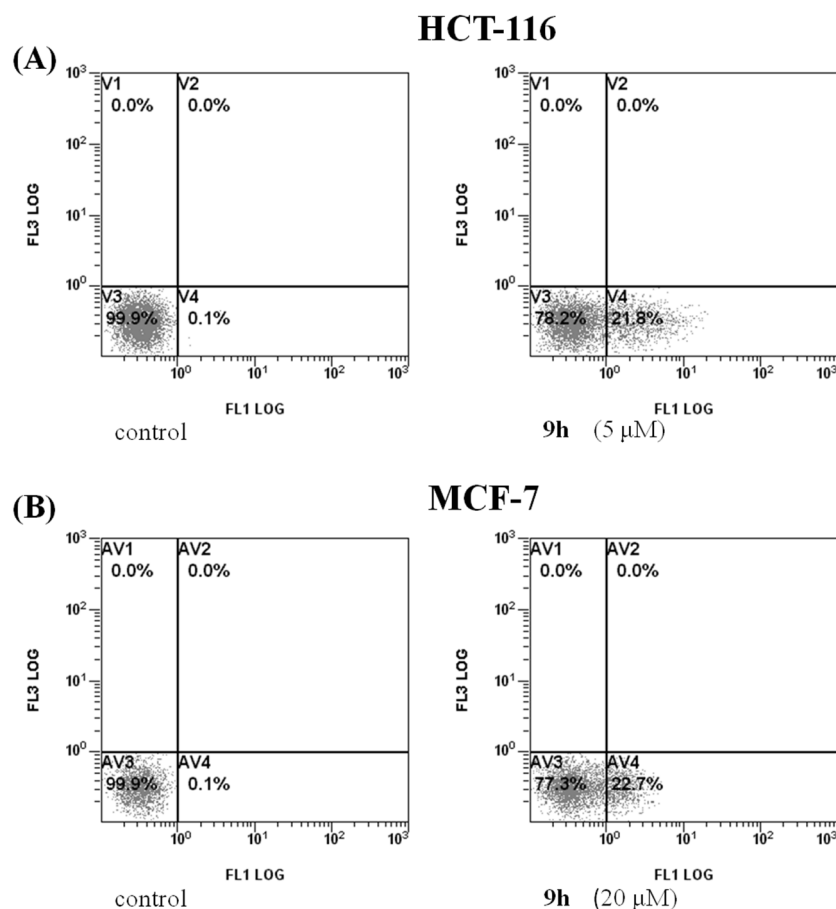 HCT-116
(A)
10³
10²
10¹
10⁰
FL3 LOG
V1
0.0%
V2
0.0%
V3
99.9%
V4
0.1%
10⁰ 10¹ 10² 10³
FL1 LOG
control
10³
10²
10¹
10⁰
FL3 LOG
V1
0.0%
V2
0.0%
V3
78.2%
V4
21.8%
10⁰ 10¹ 10² 10³
FL1 LOG
9h (5 μM)
MCF-7
(B)
10³
10²
10¹
10⁰
FL3 LOG
AV1
0.0%
AV2
0.0%
AV3
99.9%
AV4
0.1%
10⁰ 10¹ 10² 10³
FL1 LOG
control
10³
10²
10¹
10⁰
FL3 LOG
AV1
0.0%
AV2
0.0%
AV3
77.3%
AV4
22.7%
10⁰ 10¹ 10² 10³
FL1 LOG
9h (20 μM)